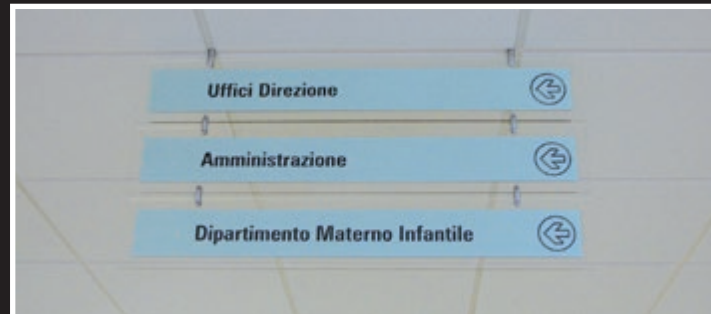 Uffici Direzione
Amministrazione
Dipartimento Materno Infantile